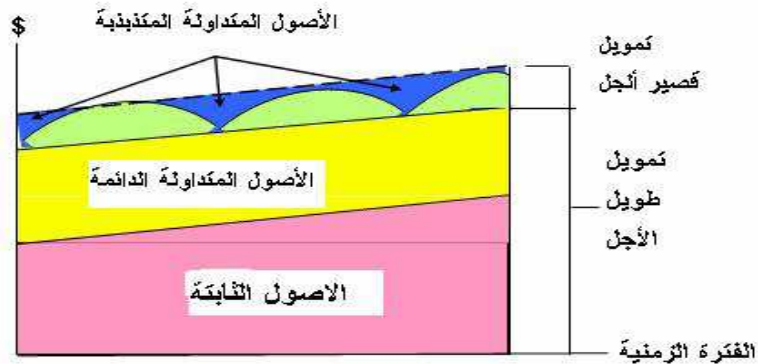 $
الأصول المتداولة المتذبذبة
تمويل
قصير ألجل
الأصول المتداولة الدائمة
تمويل
طويل
الأجل
الاصول الثابتة
الفترة الزمنية